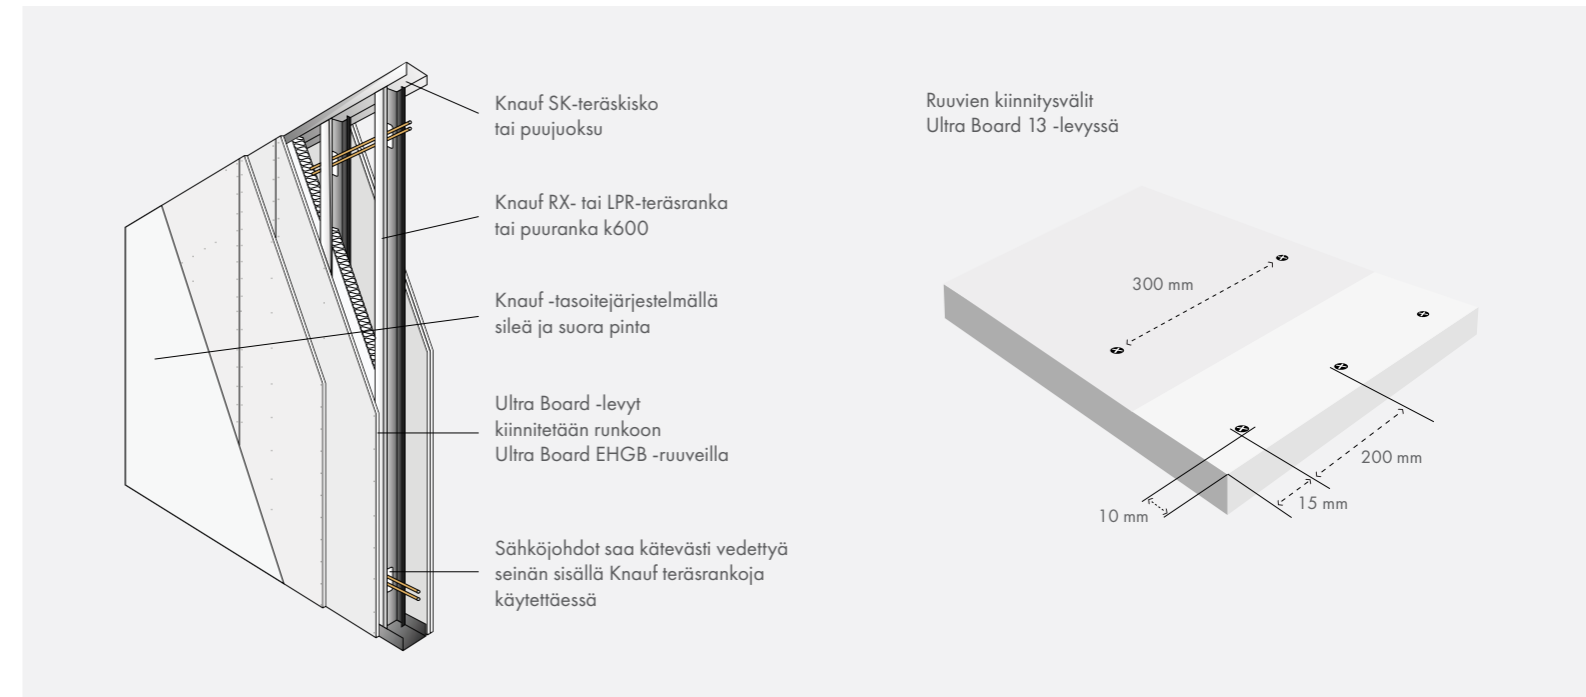 Knauf SK-teräskisko
tai puujuoksu
Knauf RX- tai LPR-teräsranka
tai puuranka k600
Knauf -tasoitejärjestelmällä
sileä ja suora pinta
Ultra Board -levyt
kiinnitetään runkoon
Ultra Board EHGB -ruuveilla
Sähköjohdot saa kätevästi vedettyä
seinän sisällä Knauf teräsrankoja
käytettäessä
Ruuvien kiinnitysvälit
Ultra Board 13 -levyssä
300 mm
200 mm
15 mm
10 mm